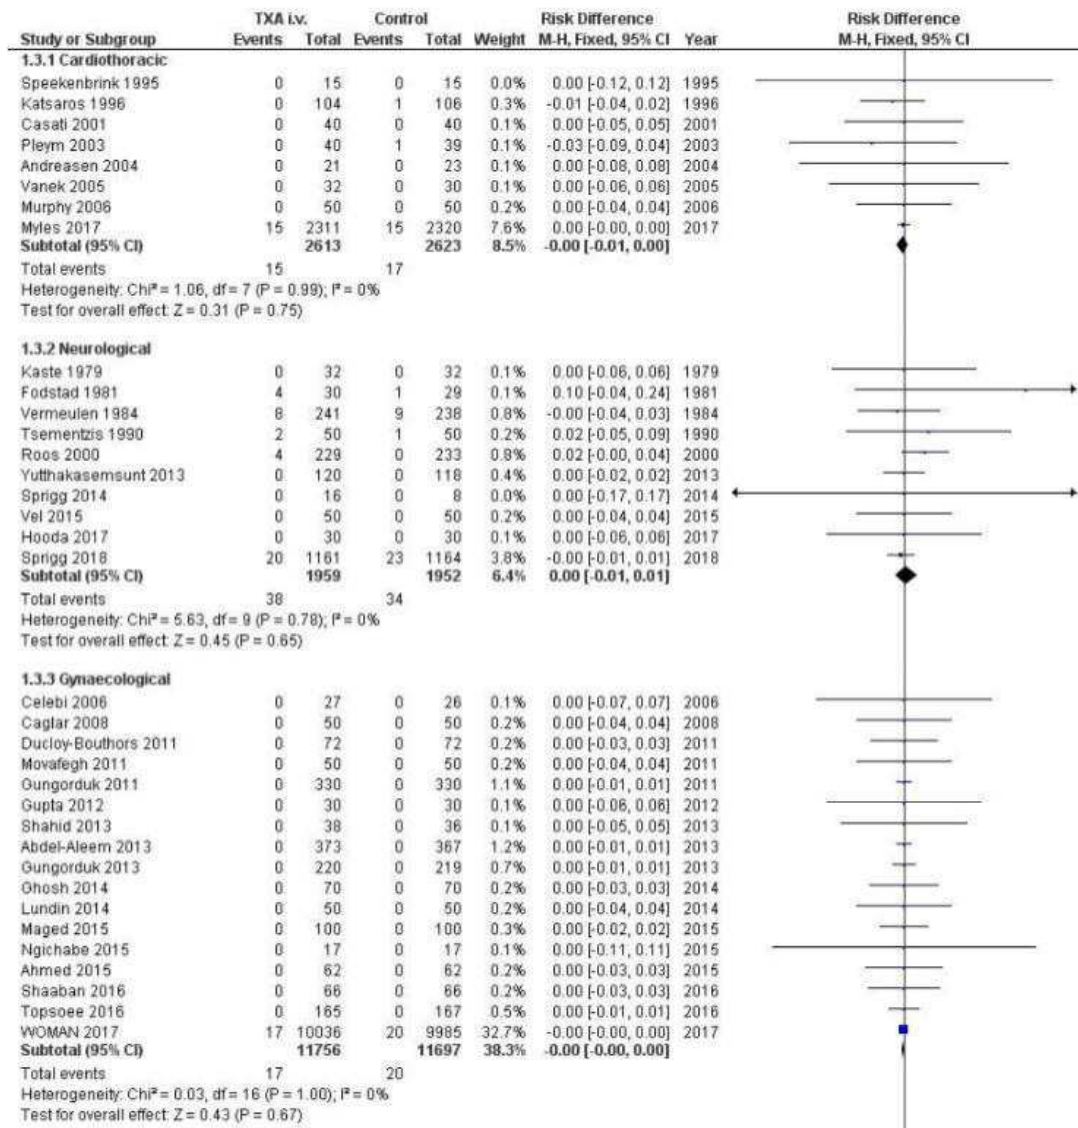 TXA i.v. Control Risk Difference Risk Difference
Study or Subgroup Events Total Events Total Weight M-H, Fixed, 95% CI Year M-H, Fixed, 95% CI
1.3.1 Cardiothoracic
Speekenbrink 1995 0 15 0 15 0.0% 0.00 [-0.12, 0.12] 1995
Katsaros 1996 0 104 1 106 0.3% -0.01 [-0.04, 0.02] 1996
Casati 2001 0 40 0 40 0.1% 0.00 [-0.05, 0.05] 2001
Pleym 2003 0 40 1 39 0.1% -0.03 [-0.09, 0.04] 2003
Andreasen 2004 0 21 0 23 0.1% 0.00 [-0.08, 0.08] 2004
Vanek 2005 0 32 0 30 0.1% 0.00 [-0.06, 0.06] 2005
Murphy 2006 0 50 0 50 0.2% 0.00 [-0.04, 0.04] 2006
Myles 2017 15 2311 15 2320 7.6% 0.00 [-0.00, 0.00] 2017
Subtotal (95% CI) 2613 2623 8.5% -0.00 [-0.01, 0.00]
Total events 15 17
Heterogeneity: Chi² = 1.06, df = 7 (P = 0.99); I² = 0%
Test for overall effect: Z = 0.31 (P = 0.75)
1.3.2 Neurological
Kaste 1979 0 32 0 32 0.1% 0.00 [-0.06, 0.06] 1979
Fodstad 1981 4 30 1 29 0.1% 0.10 [-0.04, 0.24] 1981
Vermeulen 1984 8 241 9 238 0.8% -0.00 [-0.04, 0.03] 1984
Tsementzis 1990 2 50 1 50 0.2% 0.02 [-0.05, 0.09] 1990
Roos 2000 4 229 0 233 0.8% 0.02 [-0.00, 0.04] 2000
Yutthakasemsunt 2013 0 120 0 118 0.4% 0.00 [-0.02, 0.02] 2013
Sprigg 2014 0 16 0 8 0.0% 0.00 [-0.17, 0.17] 2014
Vel 2015 0 50 0 50 0.2% 0.00 [-0.04, 0.04] 2015
Hooda 2017 0 30 0 30 0.1% 0.00 [-0.06, 0.06] 2017
Sprigg 2018 20 1161 23 1164 3.8% -0.00 [-0.01, 0.01] 2018
Subtotal (95% CI) 1959 1952 6.4% 0.00 [-0.01, 0.01]
Total events 38 34
Heterogeneity: Chi² = 5.63, df = 9 (P = 0.78); I² = 0%
Test for overall effect: Z = 0.45 (P = 0.65)
1.3.3 Gynaecological
Celebi 2006 0 27 0 26 0.1% 0.00 [-0.07, 0.07] 2006
Caglar 2008 0 50 0 50 0.2% 0.00 [-0.04, 0.04] 2008
Ducloy-Bouthors 2011 0 72 0 72 0.2% 0.00 [-0.03, 0.03] 2011
Movafegh 2011 0 50 0 50 0.2% 0.00 [-0.04, 0.04] 2011
Gungorduk 2011 0 330 0 330 1.1% 0.00 [-0.01, 0.01] 2011
Gupta 2012 0 30 0 30 0.1% 0.00 [-0.06, 0.06] 2012
Shahid 2013 0 38 0 36 0.1% 0.00 [-0.05, 0.05] 2013
Abdel-Aleem 2013 0 373 0 367 1.2% 0.00 [-0.01, 0.01] 2013
Gungorduk 2013 0 220 0 219 0.7% 0.00 [-0.01, 0.01] 2013
Ghosh 2014 0 70 0 70 0.2% 0.00 [-0.03, 0.03] 2014
Lundin 2014 0 50 0 50 0.2% 0.00 [-0.04, 0.04] 2014
Maged 2015 0 100 0 100 0.3% 0.00 [-0.02, 0.02] 2015
Ngichabe 2015 0 17 0 17 0.1% 0.00 [-0.11, 0.11] 2015
Ahmed 2015 0 62 0 62 0.2% 0.00 [-0.03, 0.03] 2015
Shaaban 2016 0 66 0 66 0.2% 0.00 [-0.03, 0.03] 2016
Topsoee 2016 0 165 0 167 0.5% 0.00 [-0.01, 0.01] 2016
WOMAN 2017 17 10036 20 9985 32.7% -0.00 [-0.00, 0.00] 2017
Subtotal (95% CI) 11756 11697 38.3% -0.00 [-0.00, 0.00]
Total events 17 20
Heterogeneity: Chi² = 0.03, df = 16 (P = 1.00); I² = 0%
Test for overall effect: Z = 0.43 (P = 0.67)